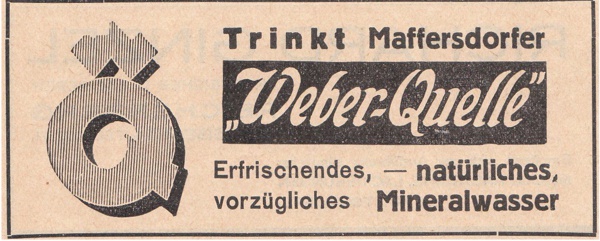 Trinkt Maffersdorfer
„Weber-Quelle"
Erfrischendes, — natürliches,
vorzügliches Mineralwasser